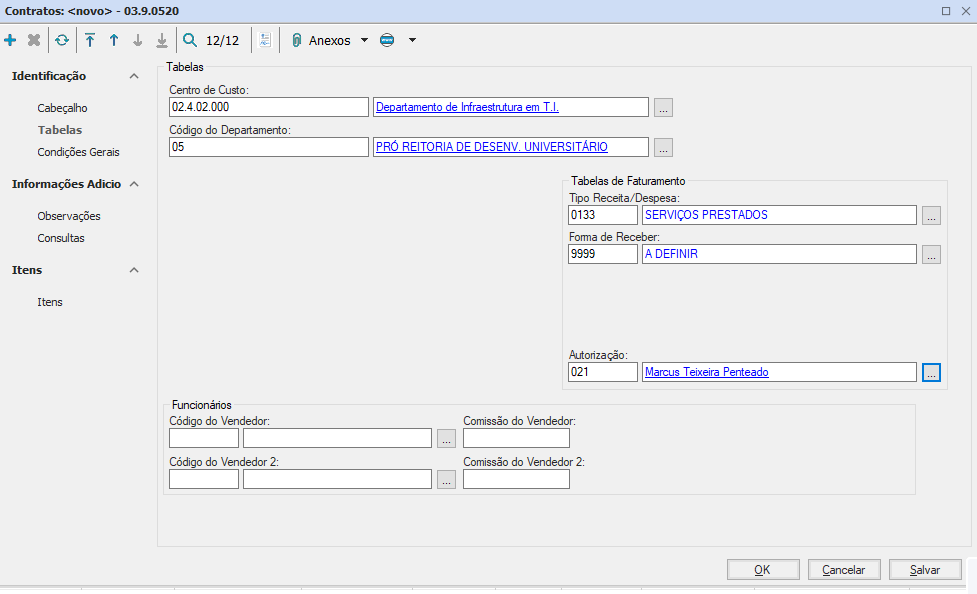 Contratos: <novo> - 03.9.0520
12/12 Anexos
Identificação
Cabeçalho
Tabelas
Condições Gerais
Informações Adicio
Observações
Consultas
Itens
Itens
Tabelas
Centro de Custo:
02.4.02.000 Departamento de Infraestrutura em T.I. ...
Código do Departamento:
05 PRÓ REITORIA DE DESENV. UNIVERSITÁRIO ...
Tabelas de Faturamento
Tipo Receita/Despesa:
0133 SERVIÇOS PRESTADOS ...
Forma de Receber:
9999 A DEFINIR ...
Autorização:
021 Marcus Teixeira Penteado ...
Funcionários
Código do Vendedor: Comissão do Vendedor:
...
Código do Vendedor 2: Comissão do Vendedor 2:
...
OK Cancelar Salvar